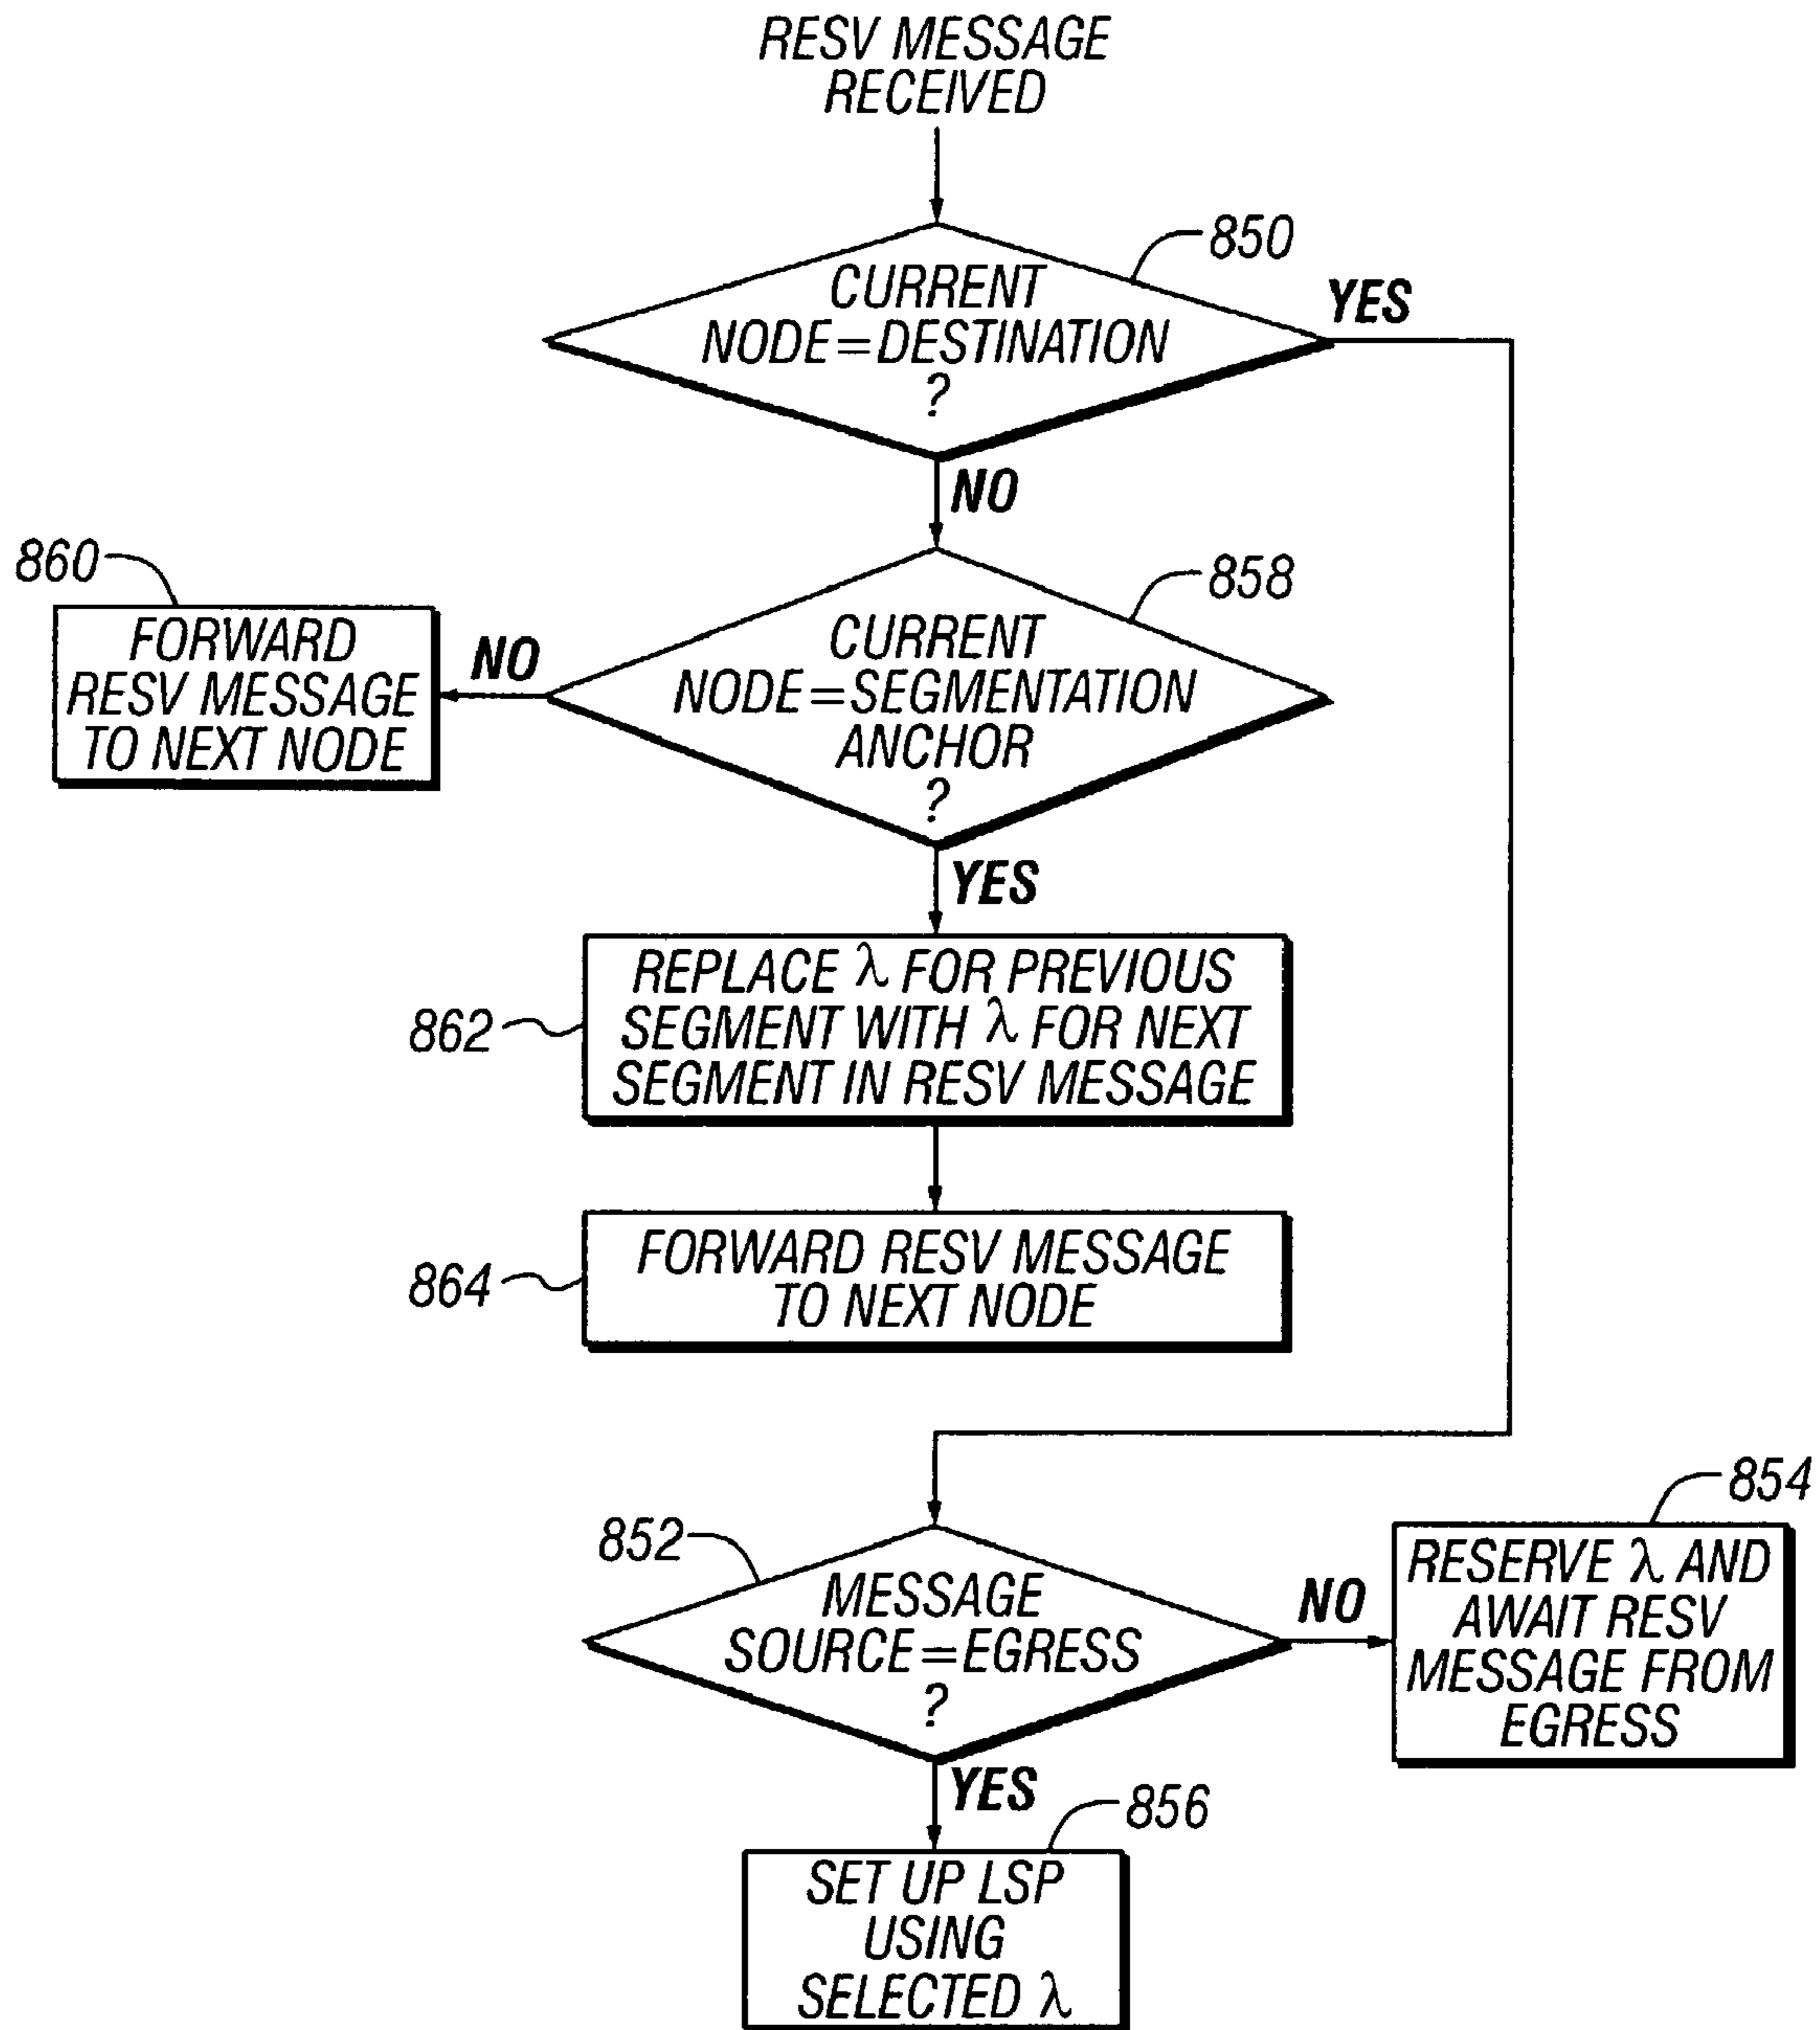 RESV MESSAGE
RECEIVED
850
CURRENT
NODE=DESTINATION
?
YES
NO
858
CURRENT
NODE=SEGMENTATION
ANCHOR
?
NO
860
FORWARD
RESV MESSAGE
TO NEXT NODE
YES
862
REPLACE λ FOR PREVIOUS
SEGMENT WITH λ FOR NEXT
SEGMENT IN RESV MESSAGE
864
FORWARD RESV MESSAGE
TO NEXT NODE
852
MESSAGE
SOURCE=EGRESS
?
NO
854
RESERVE λ AND
AWAIT RESV
MESSAGE FROM
EGRESS
YES
856
SET UP LSP
USING
SELECTED λ